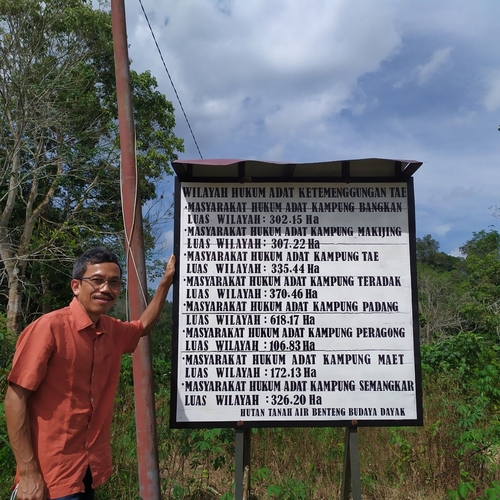 WILAYAH HUKUM ADAT KETEMENGGUNGAN TAE
·MASYARAKAT HUKUM ADAT KAMPUNG BANGKAN
LUAS WILAYAH : 302.15 Ha
·MASYARAKAT HUKUM ADAT KAMPUNG MAKIJING
LUAS WILAYAH : 307.22 Ha
·MASYARAKAT HUKUM ADAT KAMPUNG TAE
LUAS WILAYAH : 335.44 Ha
·MASYARAKAT HUKUM ADAT KAMPUNG TERADAK
LUAS WILAYAH : 370.46 Ha
·MASYARAKAT HUKUM ADAT KAMPUNG PADANG
LUAS WILAYAH : 618.17 Ha
·MASYARAKAT HUKUM ADAT KAMPUNG PERAGONG
LUAS WILAYAH : 106.83 Ha
·MASYARAKAT HUKUM ADAT KAMPUNG MAET
LUAS WILAYAH : 172.13 Ha
·MASYARAKAT HUKUM ADAT KAMPUNG SEMANGKAR
LUAS WILAYAH : 326.20 Ha
HUTAN TANAH AIR BENTENG BUDAYA DAYAK